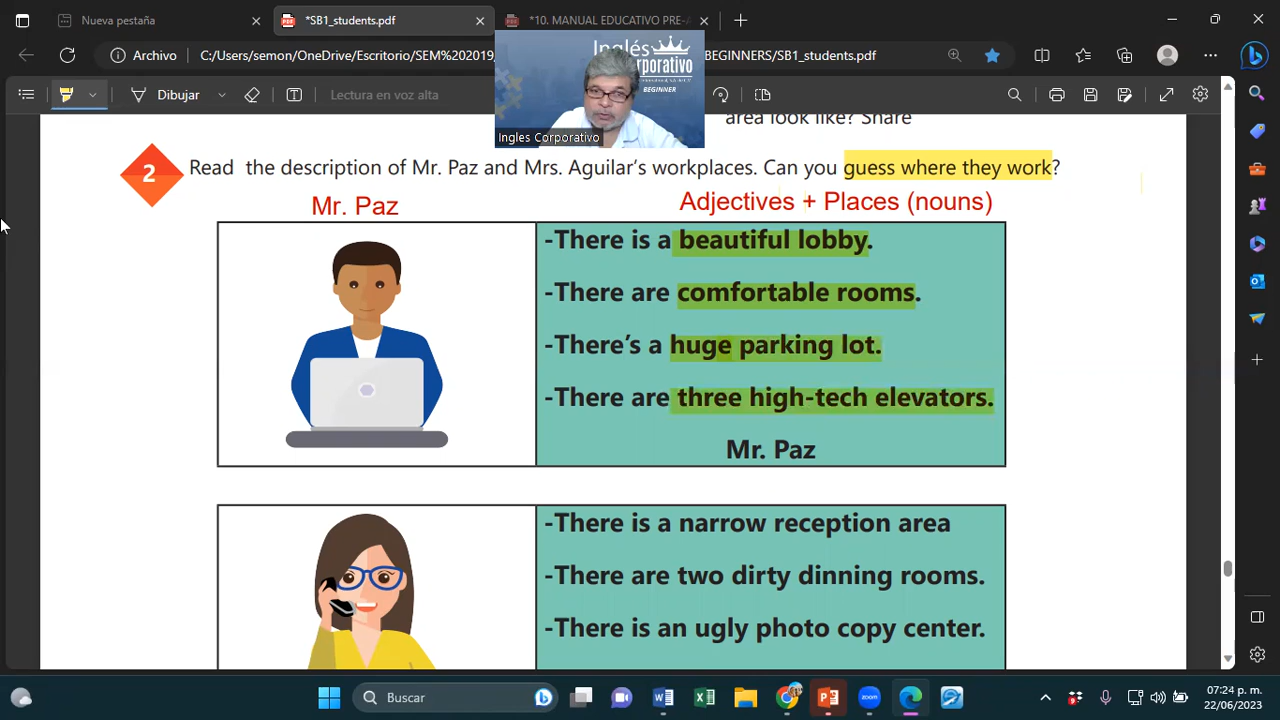 Nueva pestaña
*SB1_students.pdf
*10. MANUAL EDUCATIVO PRE-
Archivo
C:/Users/semon/OneDrive/Escritorio/SEM%202019/
BEGINNERS/SB1_students.pdf
Inglés
rporativo
BEGINNER
Ingles Corporativo
Dibujar
Lectura en voz alta
area look like? Share
2
Read the description of Mr. Paz and Mrs. Aguilar’s workplaces. Can you guess where they work?
Mr. Paz
Adjectives + Places (nouns)
-There is a beautiful lobby.
-There are comfortable rooms.
-There’s a huge parking lot.
-There are three high-tech elevators.
Mr. Paz
-There is a narrow reception area
-There are two dirty dinning rooms.
-There is an ugly photo copy center.
Buscar
07:24 p. m.
22/06/2023